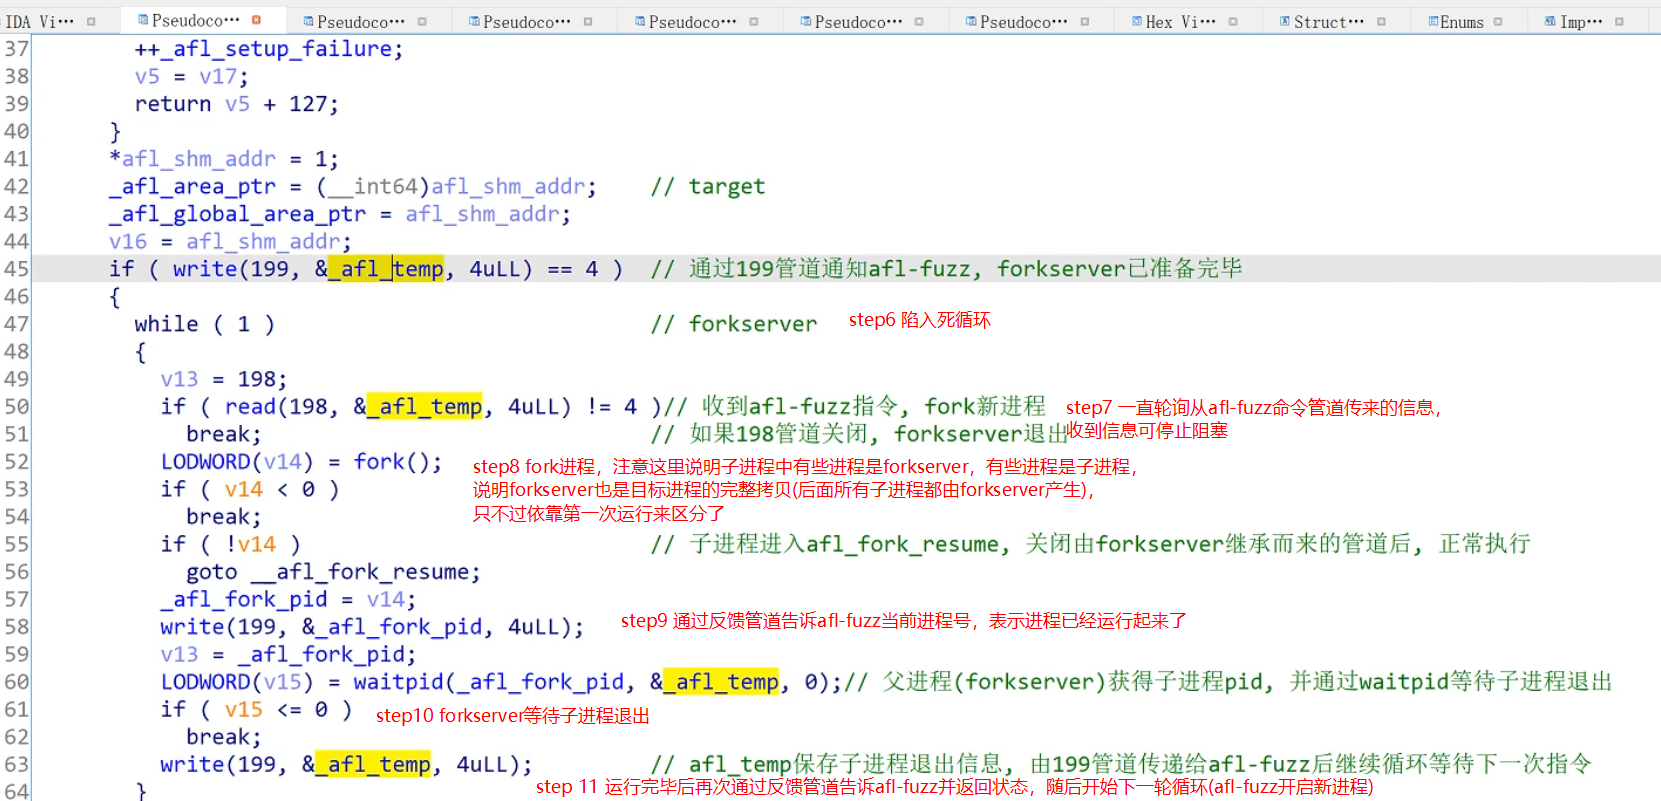 IDA Vi··· Pseudoco··· Pseudoco··· Pseudoco··· Pseudoco··· Pseudoco··· Pseudoco··· Hex Vi··· Struct··· Enums Imp···
37 ++_afl_setup_failure;
38 v5 = v17;
39 return v5 + 127;
40 }
41 *afl_shm_addr = 1;
42 _afl_area_ptr = (__int64)afl_shm_addr; // target
43 _afl_global_area_ptr = afl_shm_addr;
44 v16 = afl_shm_addr;
45 if ( write(199, &_afl_temp, 4uLL) == 4 ) // 通过199管道通知afl-fuzz, forkserver已准备完毕
46 {
47 while ( 1 ) // forkserver step6 陷入死循环
48 {
49 v13 = 198;
50 if ( read(198, &_afl_temp, 4uLL) != 4 )// 收到afl-fuzz指令, fork新进程 step7 一直轮询从afl-fuzz命令管道传来的信息，
51 break; // 如果198管道关闭, forkserver退出 收到信息可停止阻塞
52 LODWORD(v14) = fork(); step8 fork进程，注意这里说明子进程中有些进程是forkserver，有些进程是子进程，
53 if ( v14 < 0 ) 说明forkserver也是目标进程的完整拷贝(后面所有子进程都由forkserver产生)，
54 break; 只不过依靠第一次运行来区分了
55 if ( !v14 ) // 子进程进入afl_fork_resume, 关闭由forkserver继承而来的管道后, 正常执行
56 goto __afl_fork_resume;
57 _afl_fork_pid = v14;
58 write(199, &_afl_fork_pid, 4uLL); step9 通过反馈管道告诉afl-fuzz当前进程号，表示进程已经运行起来了
59 v13 = _afl_fork_pid;
60 LODWORD(v15) = waitpid(_afl_fork_pid, &_afl_temp, 0);// 父进程(forkserver)获得子进程pid, 并通过waitpid等待子进程退出
61 if ( v15 <= 0 ) step10 forkserver等待子进程退出
62 break;
63 write(199, &_afl_temp, 4uLL); // afl_temp保存子进程退出信息, 由199管道传递给afl-fuzz后继续循环等待下一次指令
64 } step 11 运行完毕后再次通过反馈管道告诉afl-fuzz并返回状态，随后开始下一轮循环(afl-fuzz开启新进程)